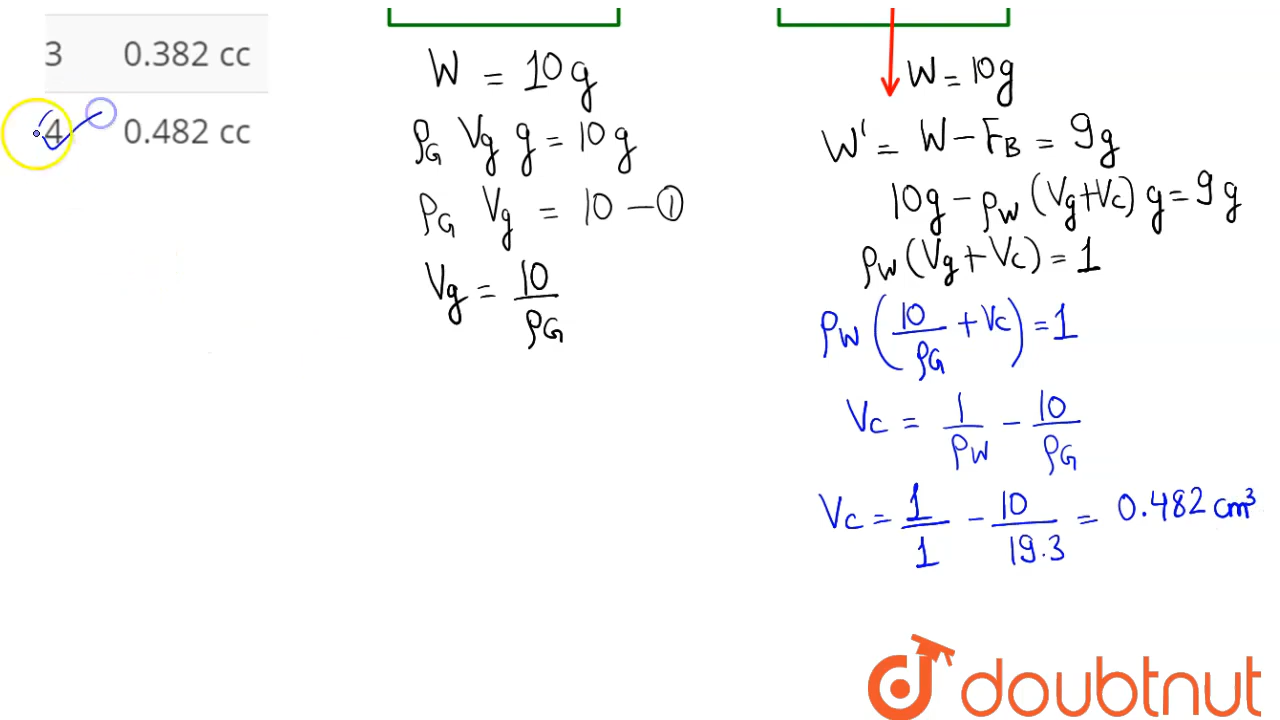 3 0.382 cc
4 0.482 cc
W = 10g
ρG Vg g = 10g
ρG Vg = 10 — ①
Vg = 10/ρG
W = 10g
W' = W − FB = 9g
10g − ρW (Vg + Vc) g = 9g
ρW (Vg + Vc) = 1
ρW (10/ρG + Vc) = 1
Vc = 1/ρW − 10/ρG
Vc = 1/1 − 10/19.3 = 0.482 cm³
doubtnut